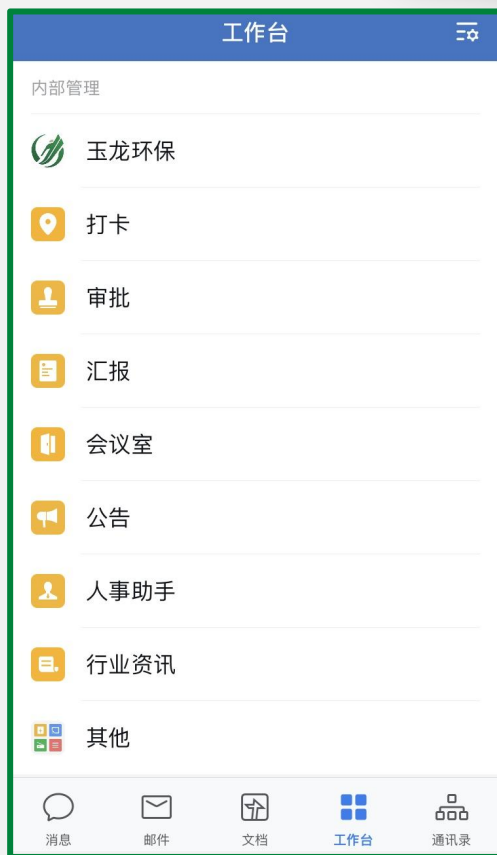 工作台
内部管理
玉龙环保
打卡
审批
汇报
会议室
公告
人事助手
行业资讯
其他
消息
邮件
文档
工作台
通讯录